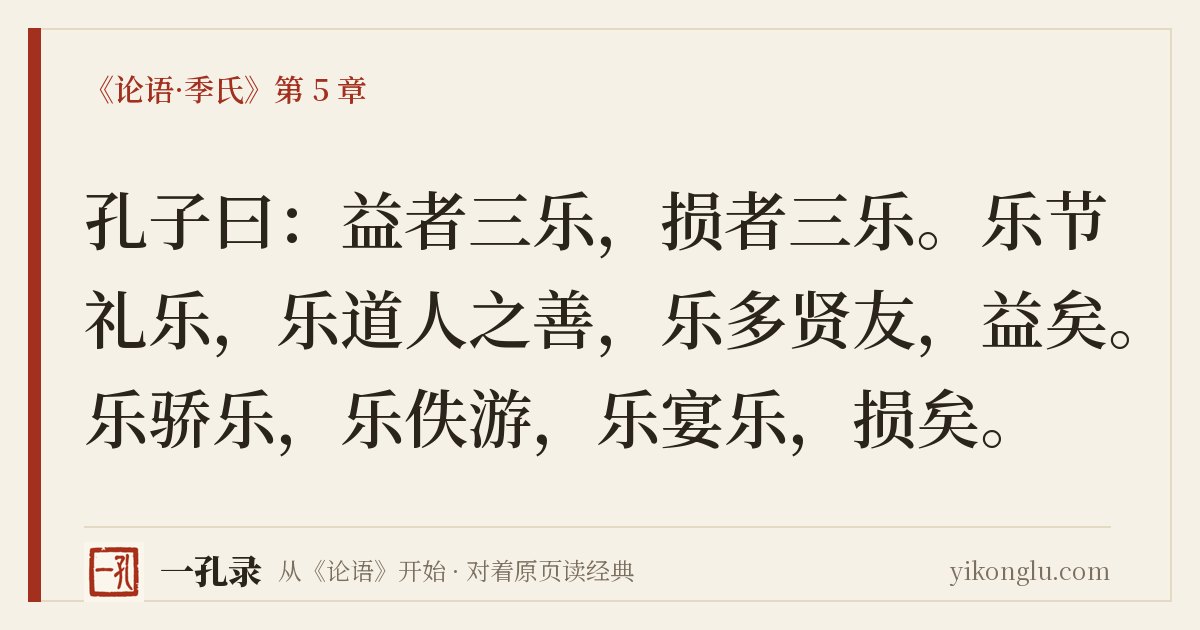 《论语·季氏》第 5 章
孔子曰：益者三乐，损者三乐。乐节
礼乐，乐道人之善，乐多贤友，益矣。
乐骄乐，乐佚游，乐宴乐，损矣。
一孔
一孔录 从《论语》开始 · 对着原页读经典 yikonglu.com